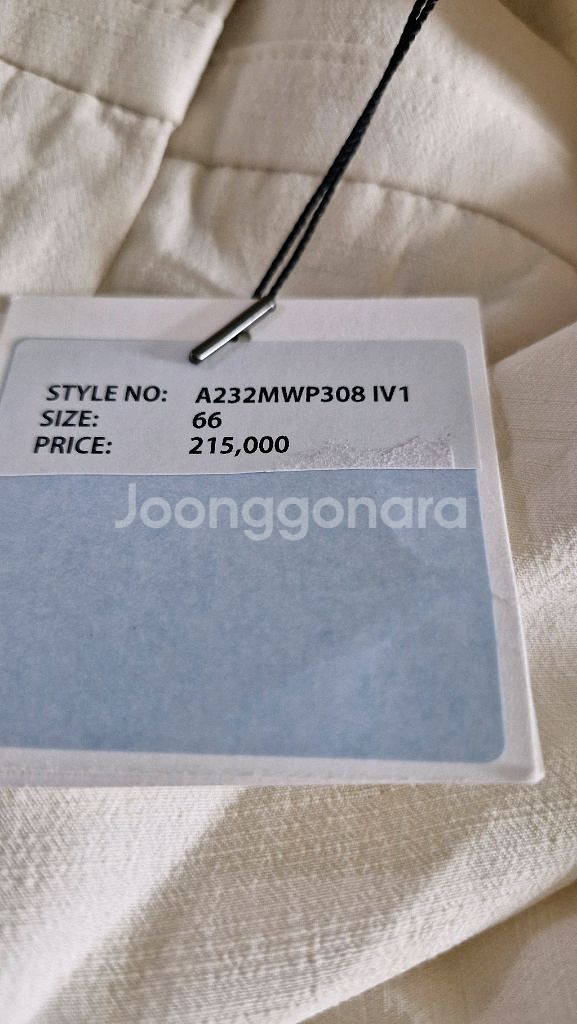 STYLE NO: A232MWP308 IV1
SIZE: 66
PRICE: 215,000
Joonggonara